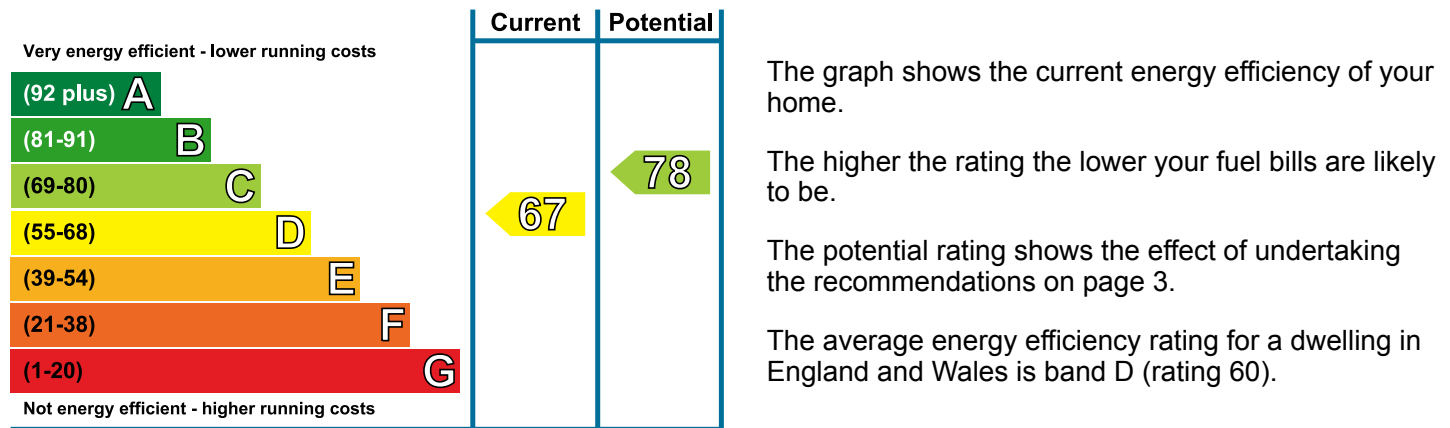 Current Potential
Very energy efficient - lower running costs
(92 plus) A
(81-91) B
(69-80) C
78
(55-68) D
67
(39-54) E
(21-38) F
(1-20) G
Not energy efficient - higher running costs
The graph shows the current energy efficiency of your
home.
The higher the rating the lower your fuel bills are likely
to be.
The potential rating shows the effect of undertaking
the recommendations on page 3.
The average energy efficiency rating for a dwelling in
England and Wales is band D (rating 60).